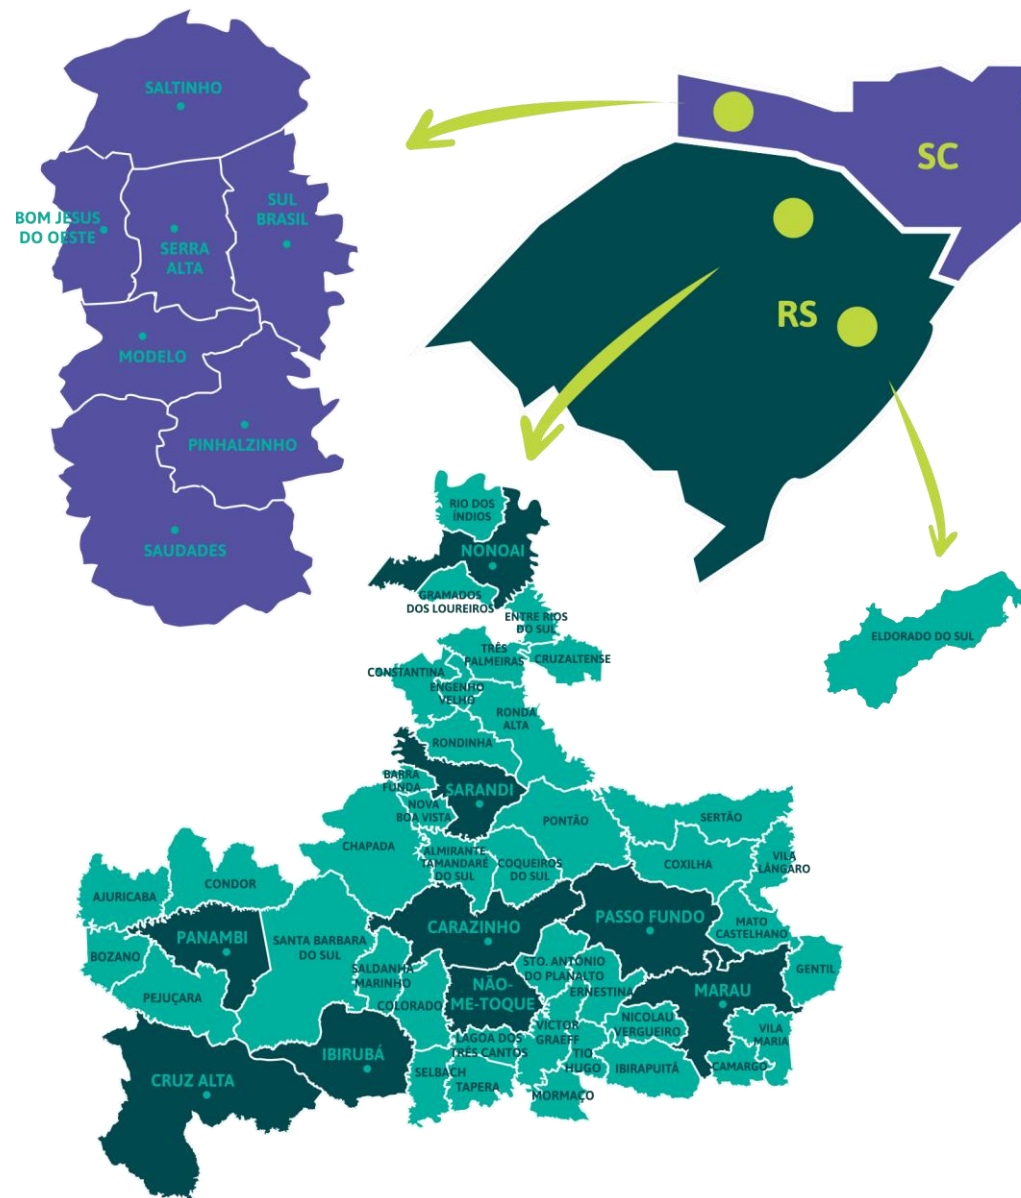 SALTINHO
BOM JESUS
DO OESTE
SERRA
ALTA
SUL
BRASIL
MODELO
PINHALZINHO
SAUDADES
SC
RS
RIO DOS
ÍNDIOS
NONOAI
GRAMADOS
DOS LOUREIROS
ENTRE RIOS
DO SUL
TRÊS
PALMEIRAS
CRUZALTENSE
CONSTANTINA
ENGENHO
VELHO
RONDA
ALTA
RONDINHA
BARRA
FUNDA
SARANDI
NOVA
BOA VISTA
PONTÃO
SERTÃO
CHAPADA
ALMIRANTE
TAMANDARÉ
DO SUL
COQUEIROS
DO SUL
COXILHA
VILA
LÂNGARO
AJURICABA
CONDOR
PANAMBI
SANTA BARBARA
DO SUL
CARAZINHO
PASSO FUNDO
MATO
CASTELHANO
BOZANO
PEJUÇARA
SALDANHA
MARINHO
COLORADO
NÃO-
ME-TOQUE
STO. ANTÔNIO
DO PLANALTO
ERNESTINA
MARAU
GENTIL
CRUZ ALTA
IBIRUBÁ
SELBACH
LAGOA DOS
TRÊS CANTOS
TAPERA
VICTOR
GRAEFF
TIO
HUGO
MORMAÇO
NICOLAU
VERGUEIRO
IBIRAPUITÃ
CAMARGO
VILA
MARIA
ELDORADO DO SUL